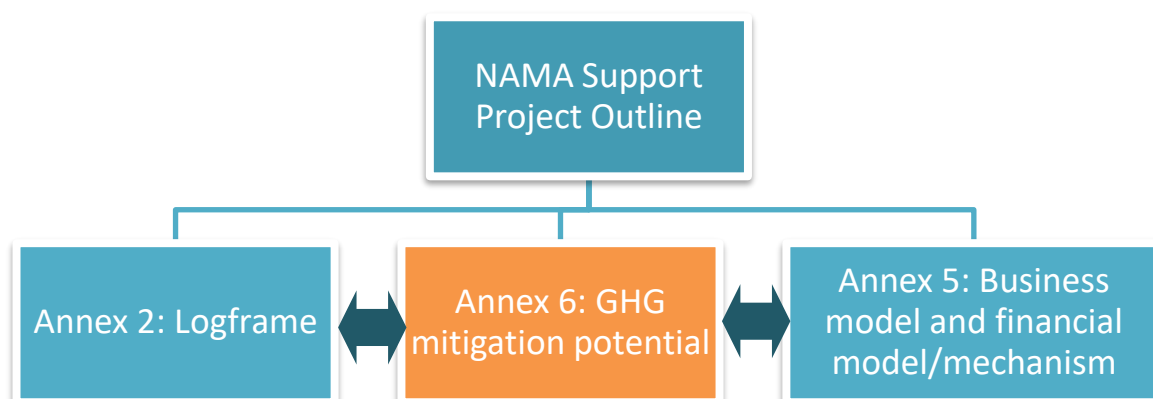 NAMA Support
Project Outline
Annex 2: Logframe
Annex 6: GHG
mitigation potential
Annex 5: Business
model and financial
model/mechanism